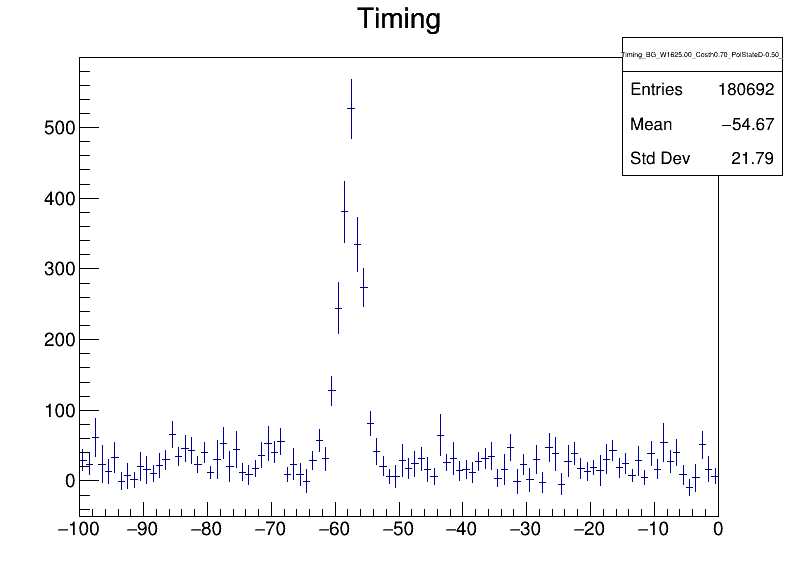 Timing
Timing_BG_W1625.00_Costh0.70_PolStateD-0.50_
Entries 180692
Mean −54.67
Std Dev 21.79
500
400
300
200
100
0
−100 −90 −80 −70 −60 −50 −40 −30 −20 −10 0